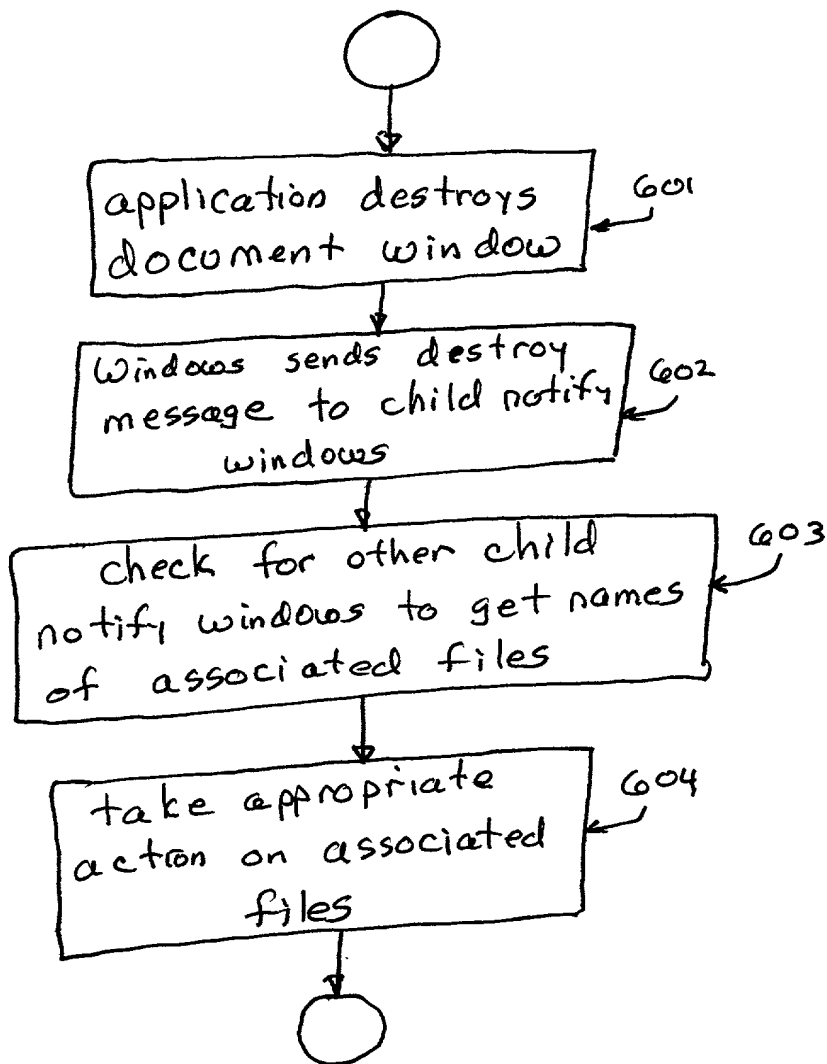 application destroys
601
document window
Windows sends destroy
602
message to child notify
windows
check for other child
603
notify windows to get names
of associated files
take appropriate
604
action on associated
files